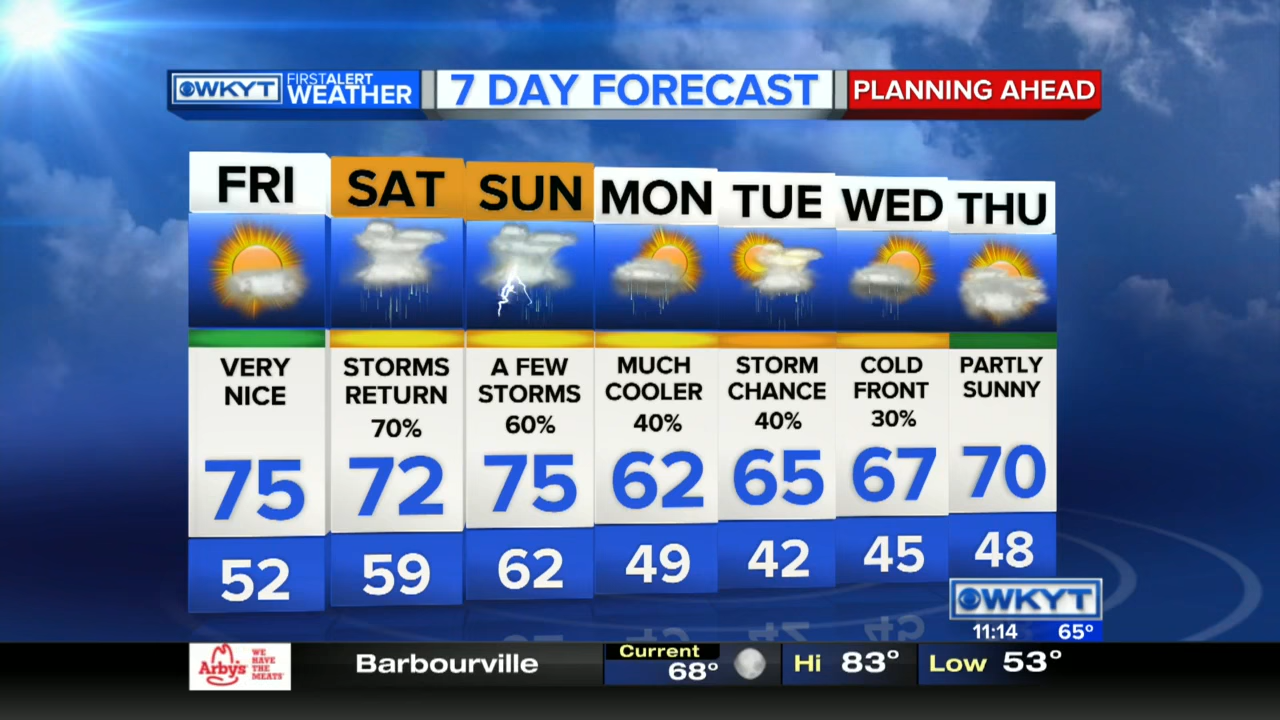 WKYT FIRST ALERT WEATHER 7 DAY FORECAST PLANNING AHEAD
FRI SAT SUN MON TUE WED THU
VERY NICE
75
52
STORMS RETURN
70%
72
59
A FEW STORMS
60%
75
62
MUCH COOLER
40%
62
49
STORM CHANCE
40%
65
42
COLD FRONT
30%
67
45
PARTLY SUNNY
70
48
WKYT
11:14 65°
Arby's WE HAVE THE MEATS
Barbourville
Current 68°
Hi 83°
Low 53°